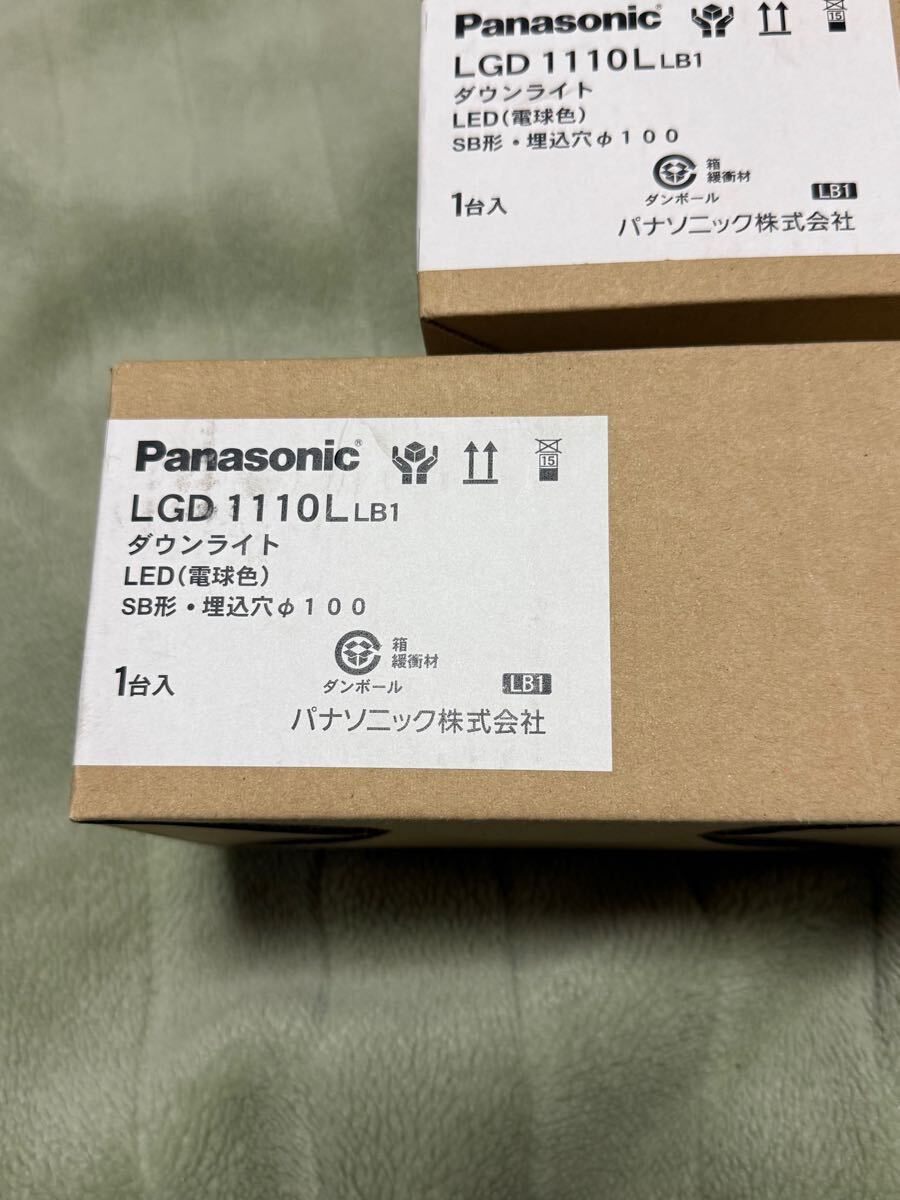 Panasonic
LGD 1110L LB1
ダウンライト
LED(電球色)
SB形・埋込穴φ100
箱
緩衝材
ダンボール
1台入
LB1
パナソニック株式会社
15
Panasonic®
LGD 1110L LB1
ダウンライト
LED(電球色)
SB形・埋込穴φ100
箱
緩衝材
ダンボール
1台入
LB1
パナソニック株式会社
15